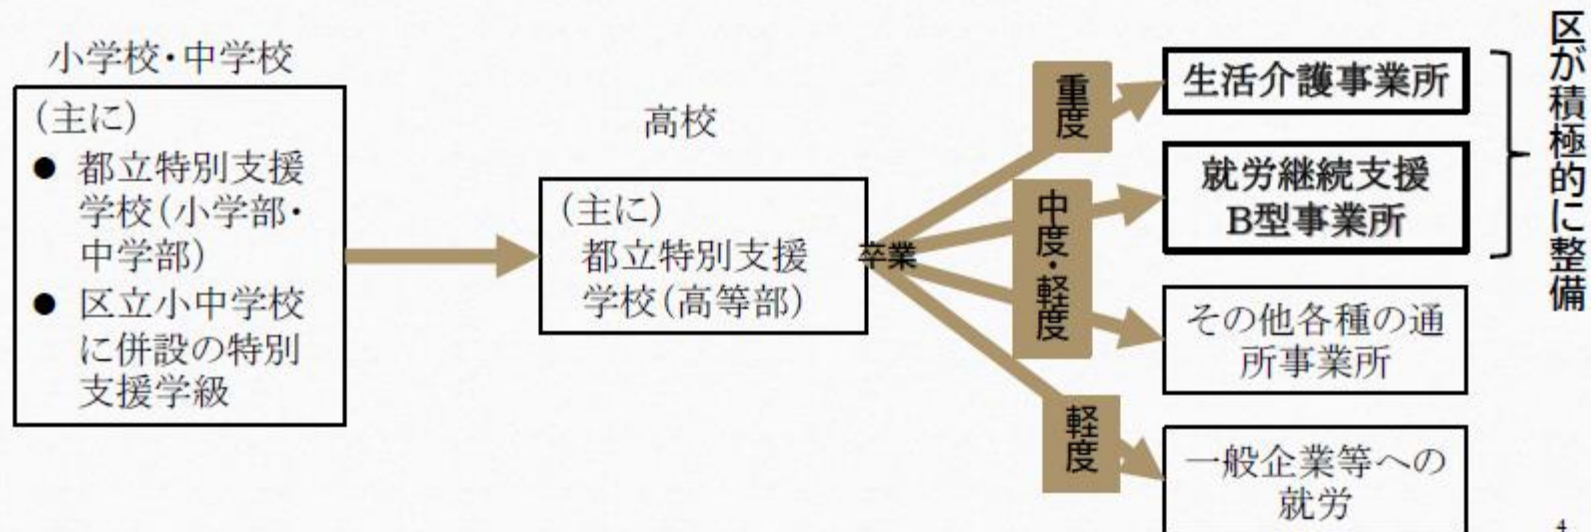 小学校・中学校
(主に)
● 都立特別支援
学校(小学部・
中学部)
● 区立小中学校
に併設の特別
支援学級
高校
(主に)
都立特別支援
学校(高等部)
卒業
重度
中度・軽度
軽度
生活介護事業所
就労継続支援
B型事業所
その他各種の通
所事業所
一般企業等への
就労
区が積極的に整備
4